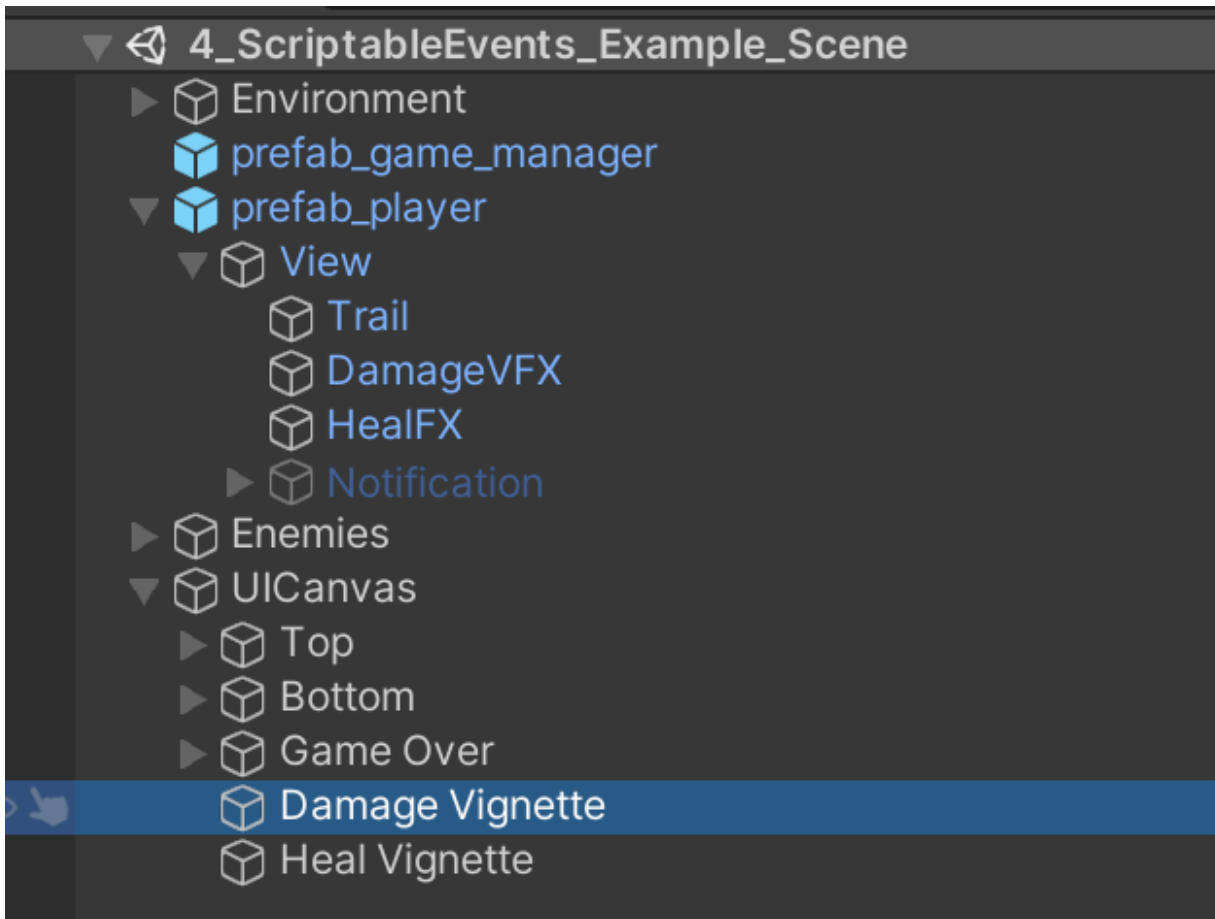 4_ScriptableEvents_Example_Scene
Environment
prefab_game_manager
prefab_player
View
Trail
DamageVFX
HealFX
Notification
Enemies
UICanvas
Top
Bottom
Game Over
Damage Vignette
Heal Vignette